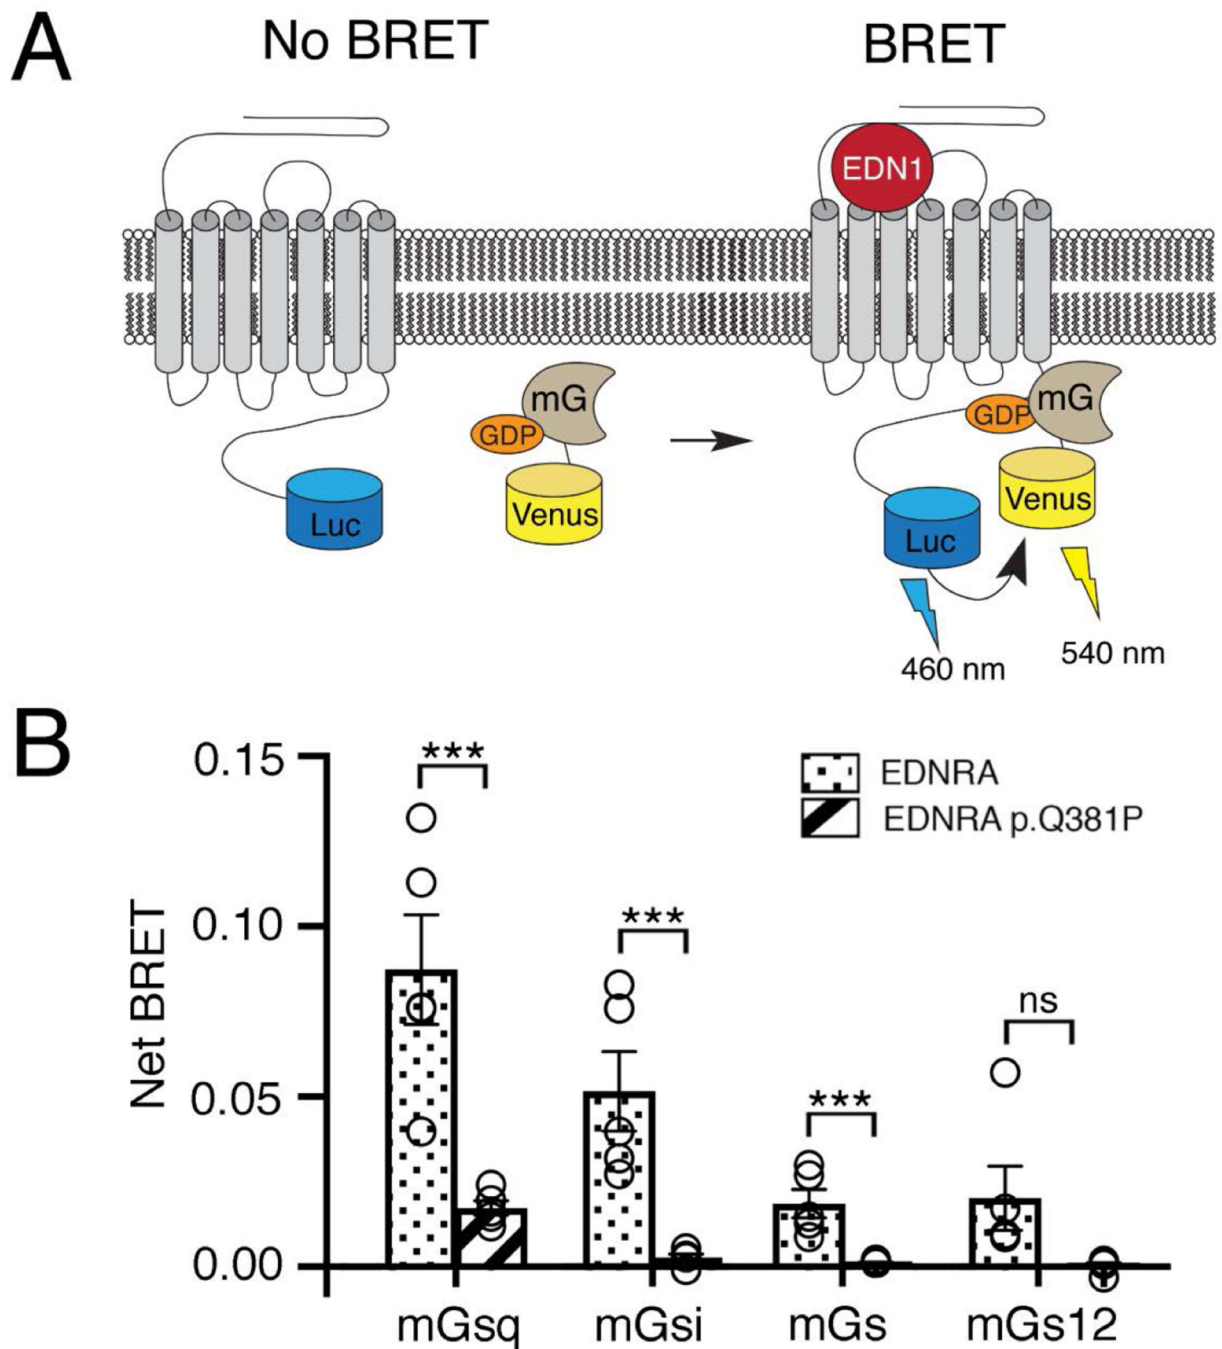 A
No BRET
BRET
EDN1
mG
GDP
Luc
Venus
mG
GDP
Venus
Luc
460 nm
540 nm
B
Net BRET
0.15
0.10
0.05
0.00
***
***
***
ns
EDNRA
EDNRA p.Q381P
mGsq
mGsi
mGs
mGs12